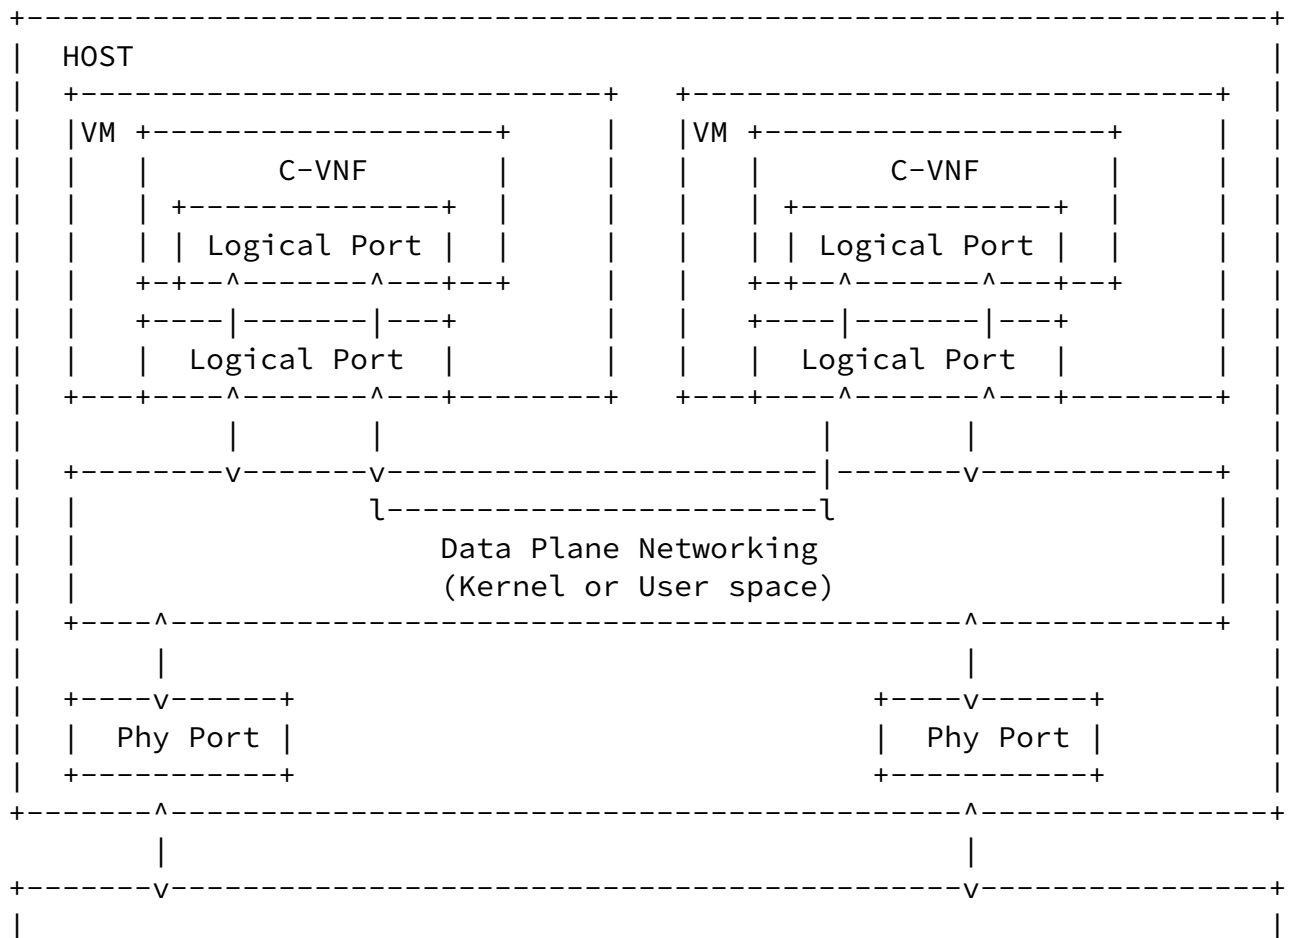 HOST
VM VM
C-VNF C-VNF
Logical Port Logical Port
Logical Port Logical Port
Data Plane Networking
(Kernel or User space)
Phy Port Phy Port